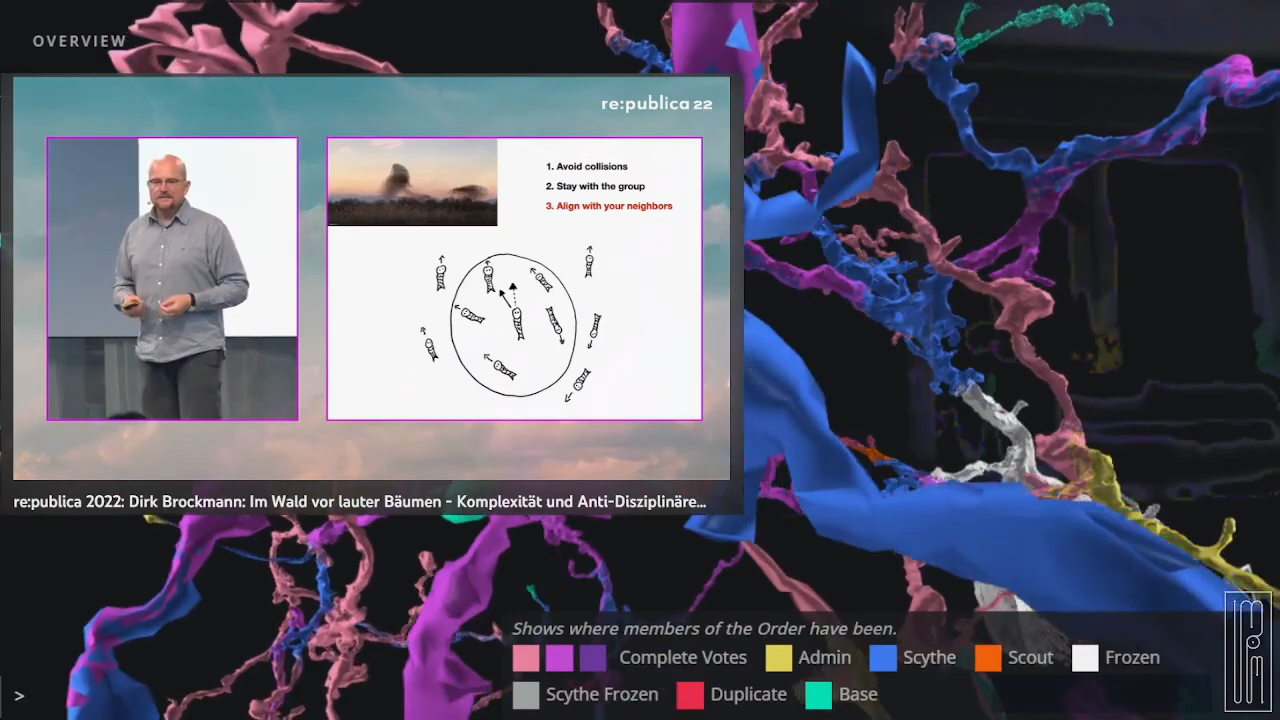 OVERVIEW
re:publica 22
1. Avoid collisions
2. Stay with the group
3. Align with your neighbors
re:publica 2022: Dirk Brockmann: Im Wald vor lauter Bäumen - Komplexität und Anti-Disziplinäre...
Shows where members of the Order have been.
Complete Votes Admin Scythe Scout Frozen
Scythe Frozen Duplicate Base
>